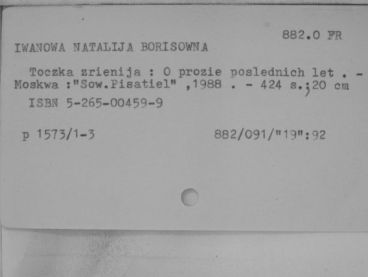 882.0 FR
IWANOWA NATALIJA BORISOWNA
Toczka zrienija : O prozie poslednich let . -
Moskwa :"Sow.Pisatiel" ,1988 . - 424 s.;20 cm
ISBN 5-265-00459-9
p 1573/1-3 882/091/"19":92